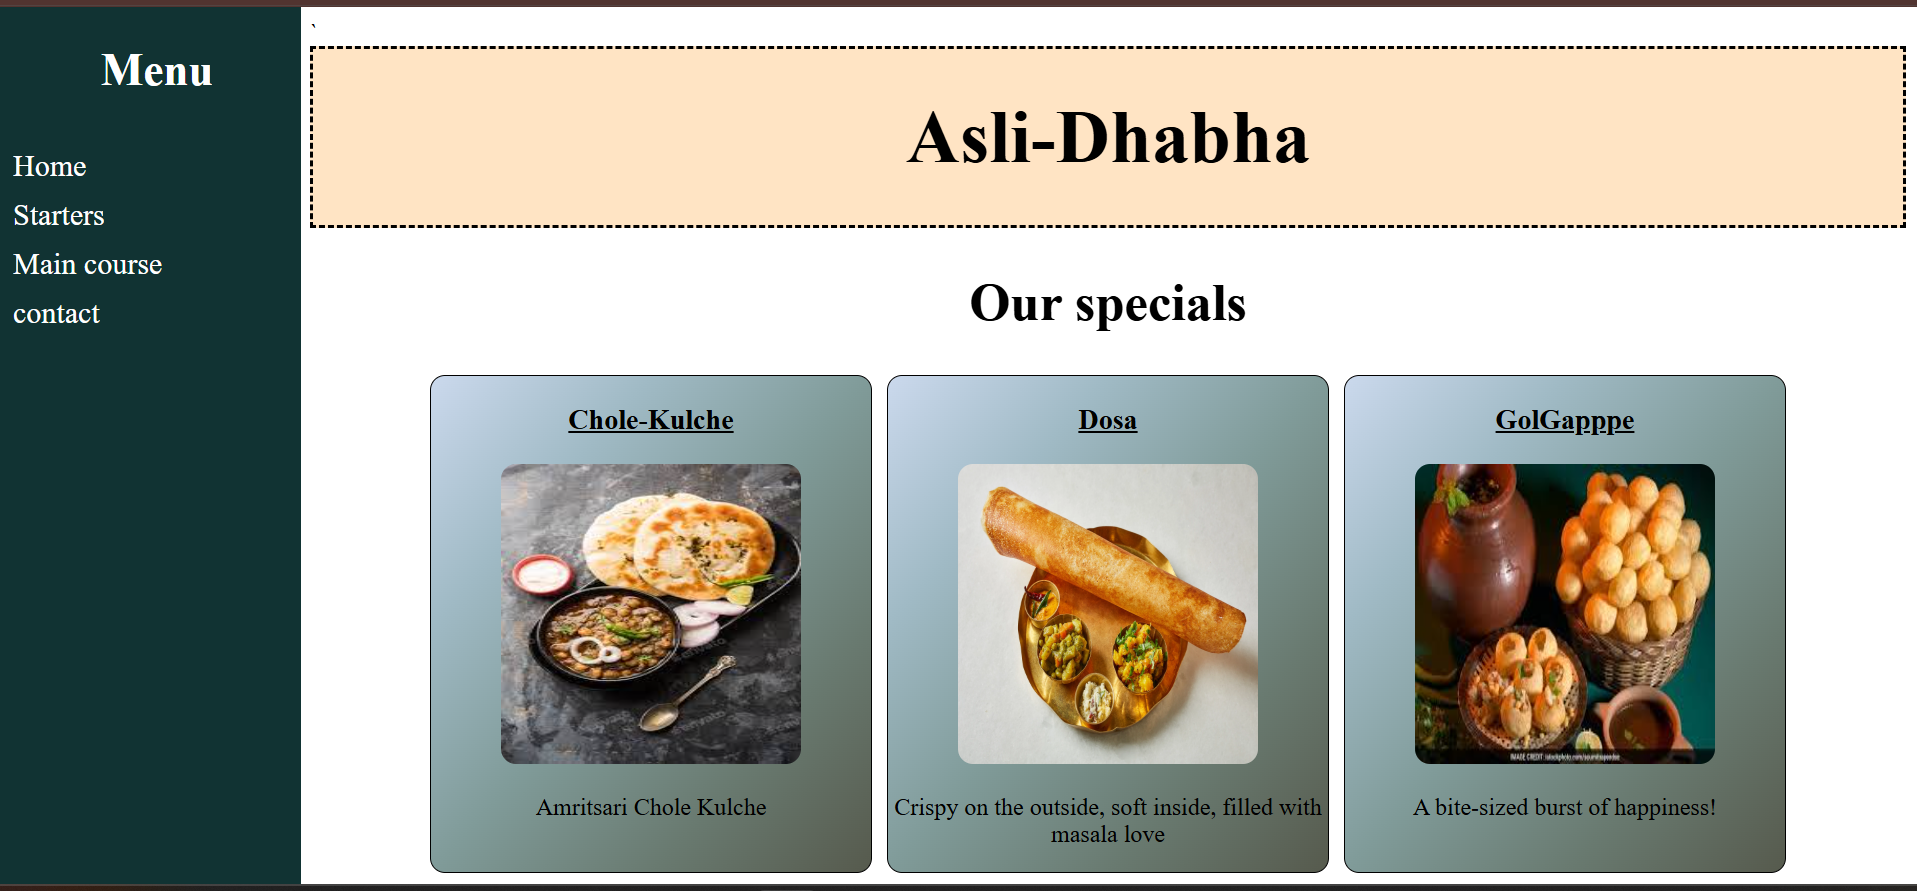 Menu
Home
Starters
Main course
contact
`
Asli-Dhabha
Our specials
Chole-Kulche
Dosa
GolGapppe
Amritsari Chole Kulche
Crispy on the outside, soft inside, filled with
masala love
A bite-sized burst of happiness!